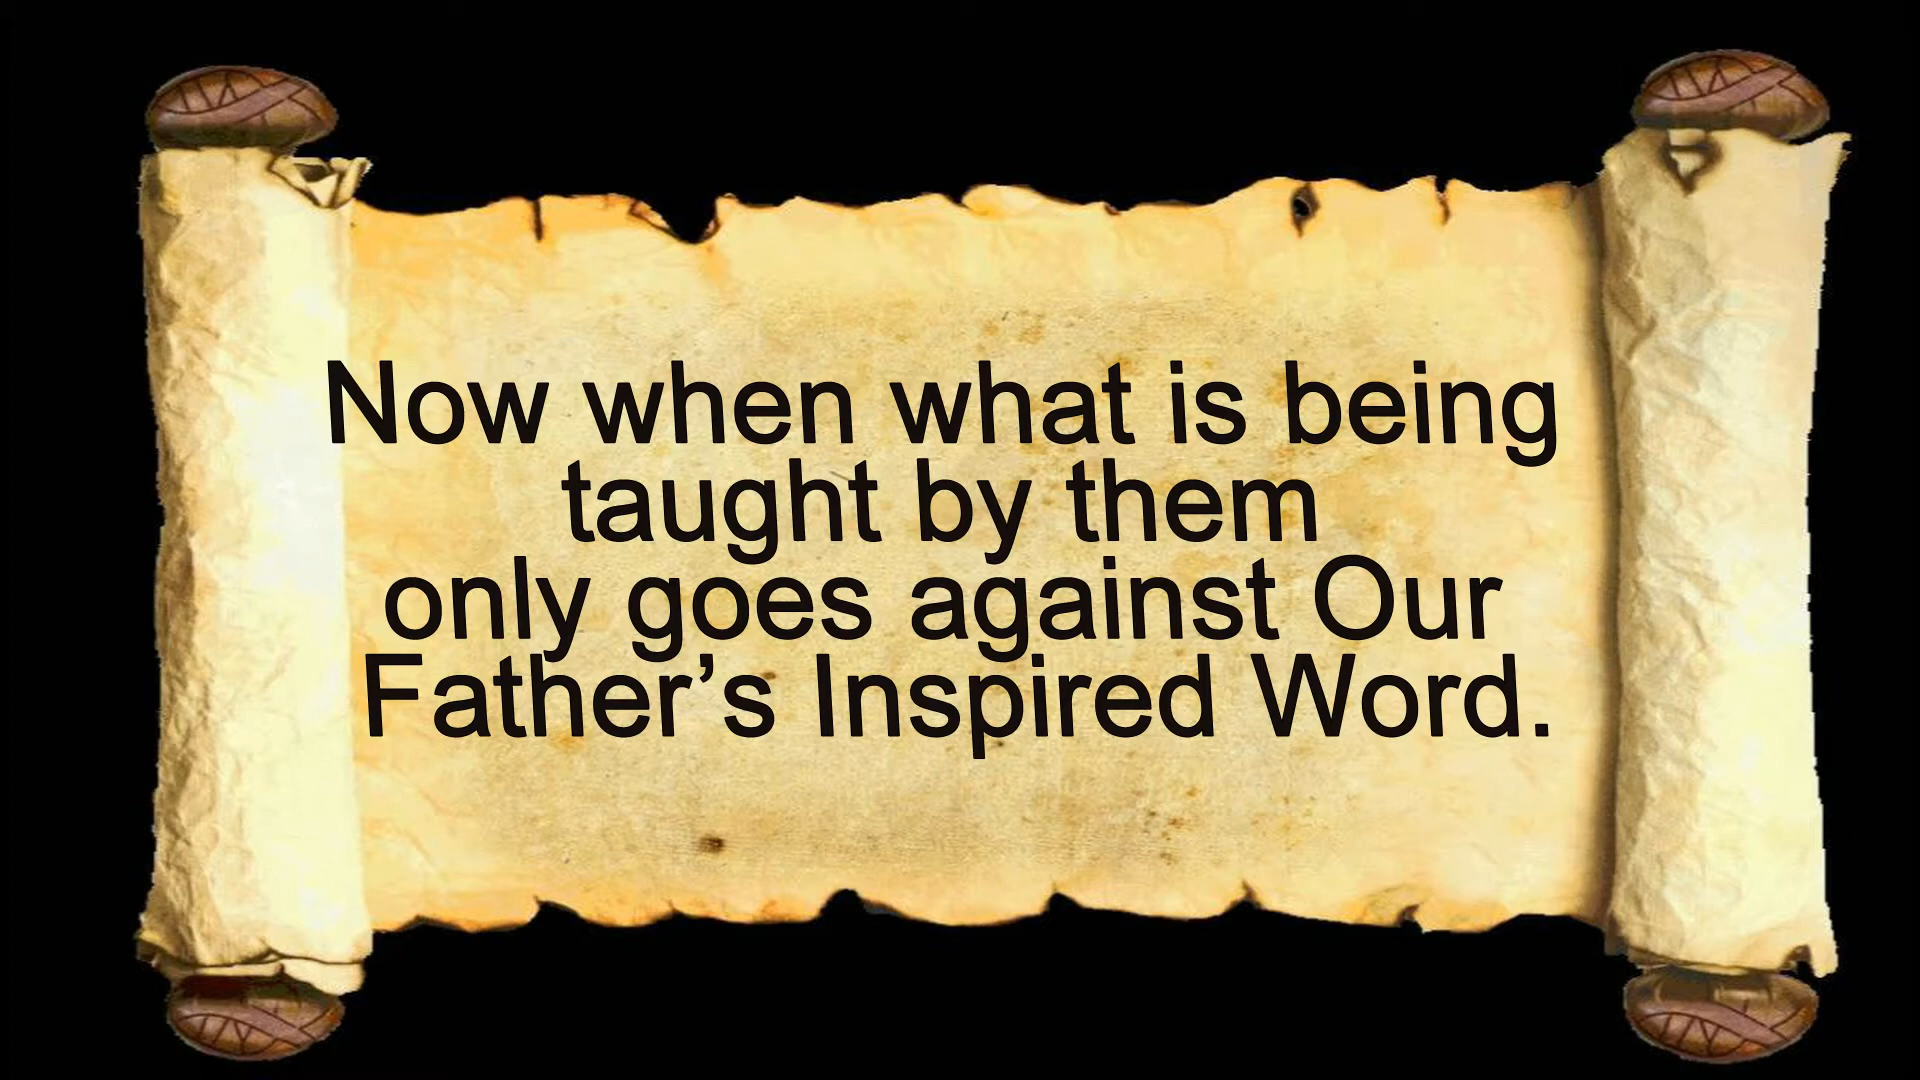 Now when what is being
taught by them
only goes against Our
Father’s Inspired Word.